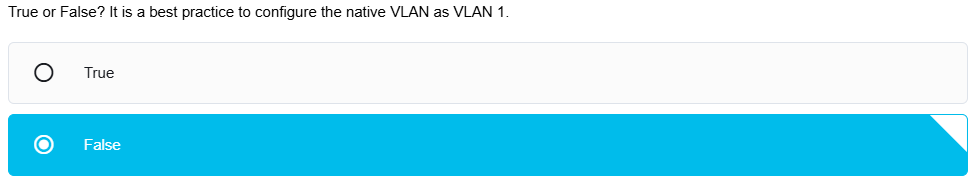 True or False? It is a best practice to configure the native VLAN as VLAN 1.
True
False